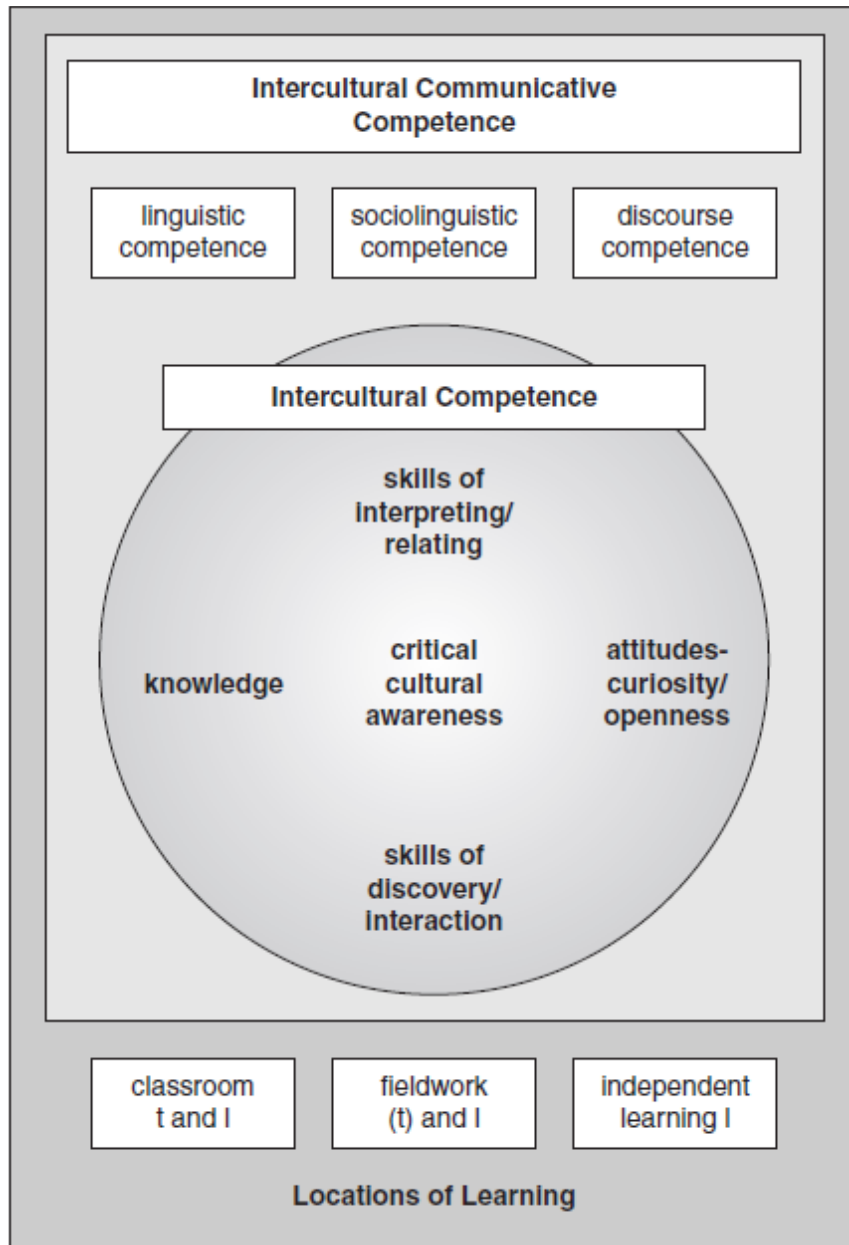 Intercultural Communicative
Competence
linguistic
competence
sociolinguistic
competence
discourse
competence
Intercultural Competence
skills of
interpreting/
relating
knowledge
critical
cultural
awareness
attitudes-
curiosity/
openness
skills of
discovery/
interaction
classroom
t and l
fieldwork
(t) and l
independent
learning l
Locations of Learning